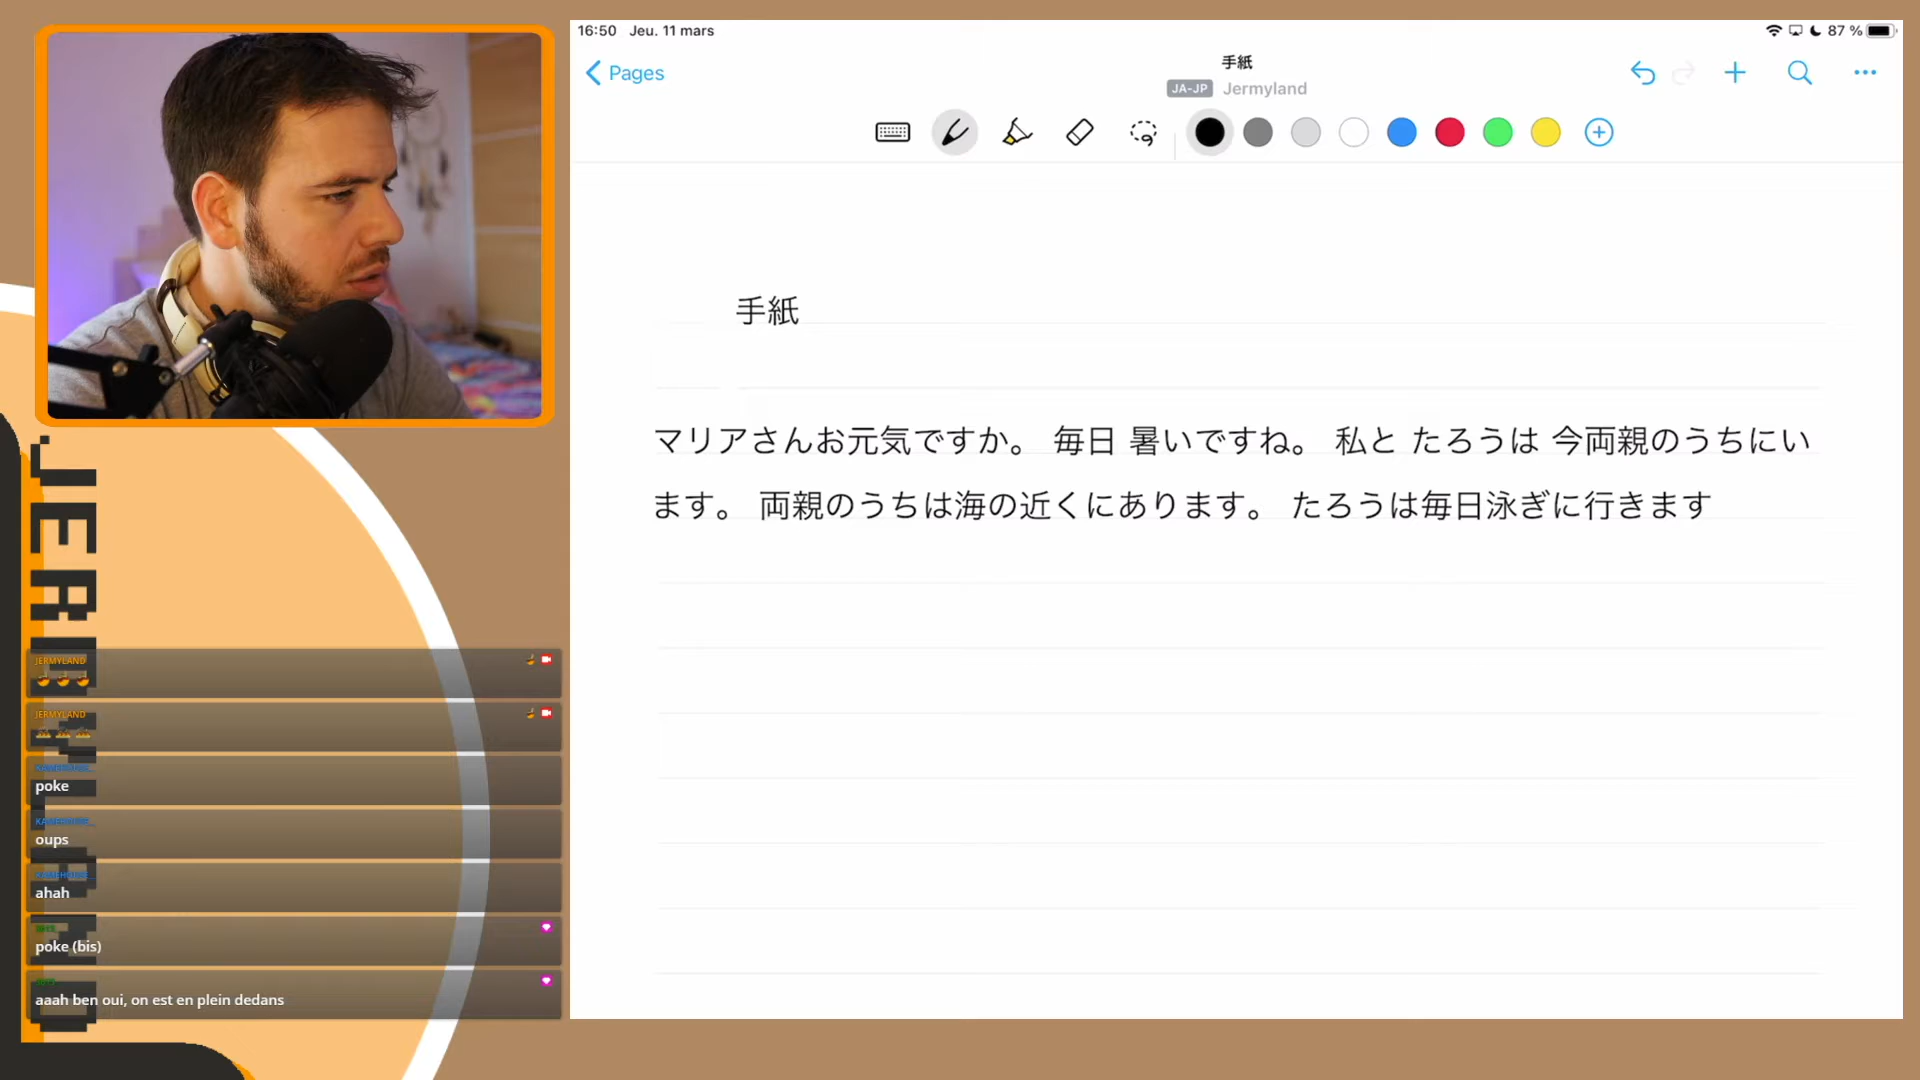 16:50 Jeu. 11 mars
87 %
Pages
手紙
JA-JP Jermyland
手紙
マリアさんお元気ですか。 毎日 暑いですね。 私と たろうは 今両親のうちにい
ます。 両親のうちは海の近くにあります。 たろうは毎日泳ぎに行きます
JERMYLAND
JERMYLAND
JERMYLAND
poke
oups
ahah
poke (bis)
aaah ben oui, on est en plein dedans